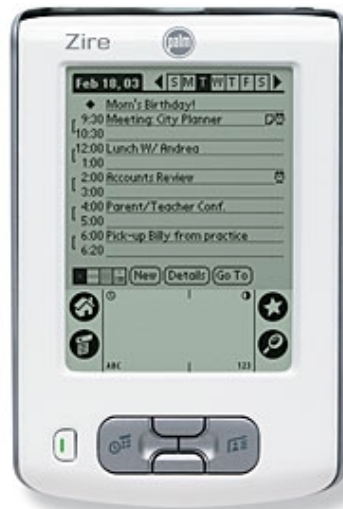 Zire palm
Feb 18, 03 S M T W T F S
Mom's Birthday!
9:30 Meeting: City Planner
10:30
12:00 Lunch W/ Andrea
1:00
2:00 Accounts Review
3:00
4:00 Parent/Teacher Conf.
5:00
6:00 Pick-up Billy from practice
6:20
New Details Go To
ABC 123